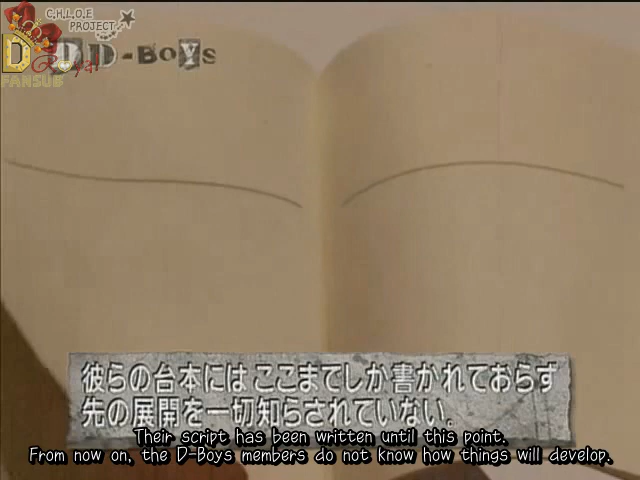 C.H.L.O.E
PROJECT
D Royal
FANSUB
D-BOYS
彼らの台本にはここまでしか書かれておらず
先の展開を一切知らされていない.
Their script has been written until this point.
From now on, the D-Boys members do not know how things will develop.